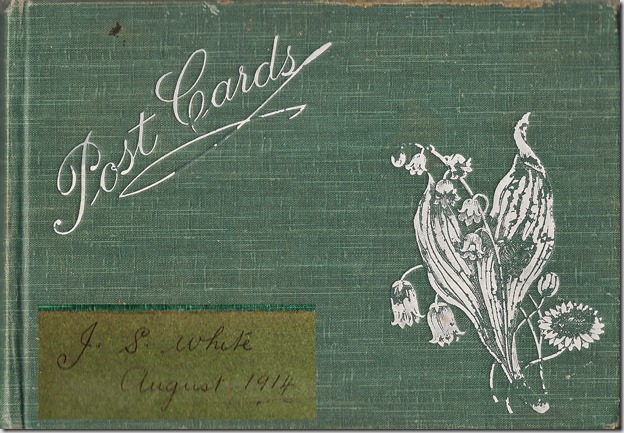 Post Cards
J. S. White
August 1914